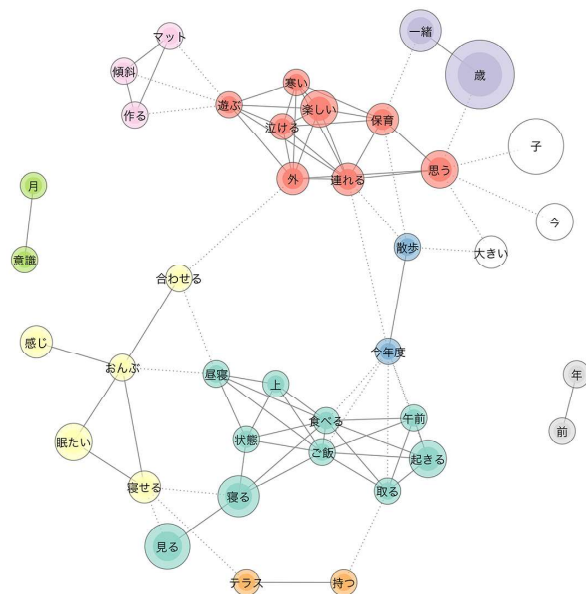 一緒
マット
傾斜
歳
寒い
遊ぶ
楽しい
作る
保育
泣ける
子
思う
外
連れる
月
今
散歩
大きい
意識
合わせる
感じ
今年度
おんぶ
昼寝
年
上
食べる
午前
前
状態
眠たい
ご飯
起きる
寝せる
寝る
取る
見る
テラス
持つ